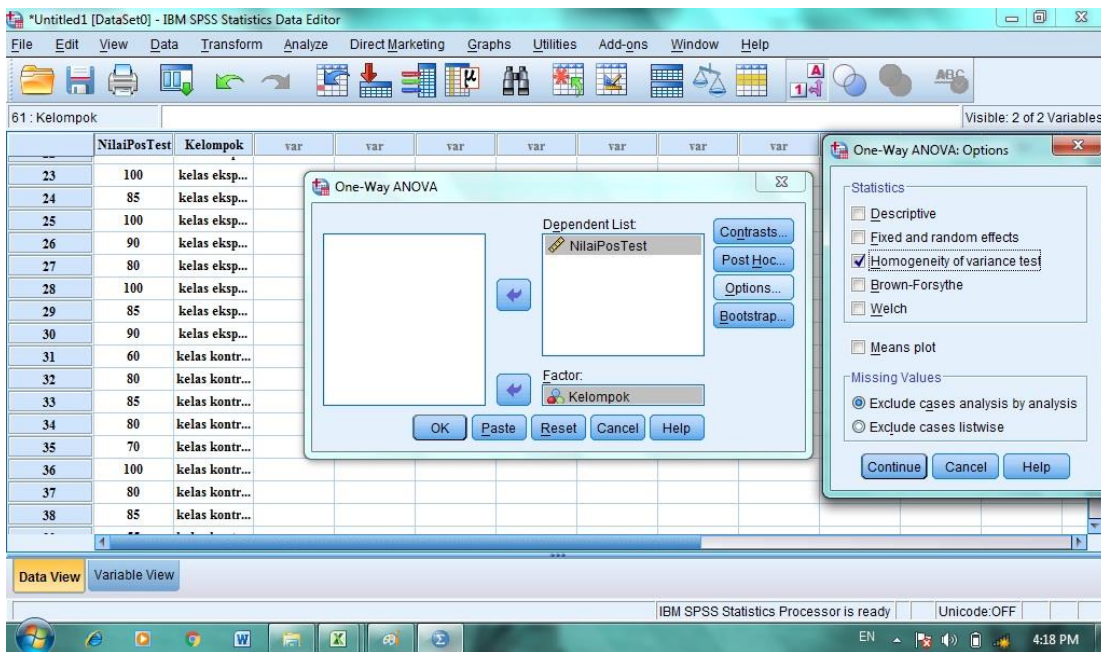 *Untitled1 [DataSet0] - IBM SPSS Statistics Data Editor
File Edit View Data Transform Analyze Direct Marketing Graphs Utilities Add-ons Window Help
61 : Kelompok
Visible: 2 of 2 Variables
NilaiPosTest Kelompok var var var var var var var
23 100 kelas eksp...
24 85 kelas eksp...
25 100 kelas eksp...
26 90 kelas eksp...
27 80 kelas eksp...
28 100 kelas eksp...
29 85 kelas eksp...
30 90 kelas eksp...
31 60 kelas kontr...
32 80 kelas kontr...
33 85 kelas kontr...
34 80 kelas kontr...
35 70 kelas kontr...
36 100 kelas kontr...
37 80 kelas kontr...
38 85 kelas kontr...
One-Way ANOVA
Dependent List:
NilaiPosTest
Contrasts...
Post Hoc...
Options...
Bootstrap...
Factor:
Kelompok
OK Paste Reset Cancel Help
One-Way ANOVA: Options
Statistics
Descriptive
Fixed and random effects
Homogeneity of variance test
Brown-Forsythe
Welch
Means plot
Missing Values
Exclude cases analysis by analysis
Exclude cases listwise
Continue Cancel Help
Data View Variable View
IBM SPSS Statistics Processor is ready Unicode:OFF
EN 4:18 PM